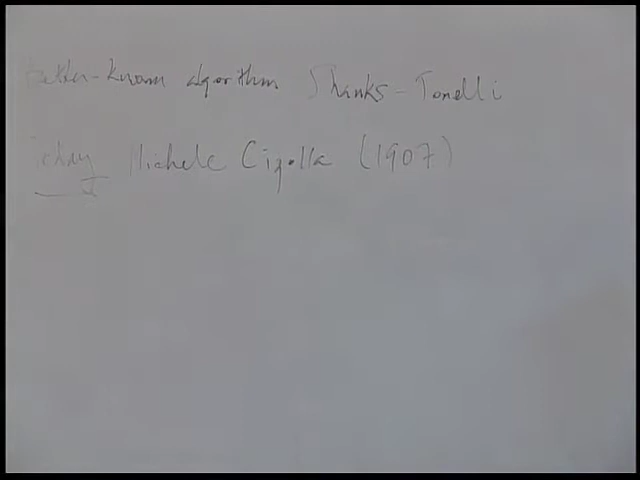 Better-known algorithm Shanks-Tonelli
Today Michele Cipolla (1907)